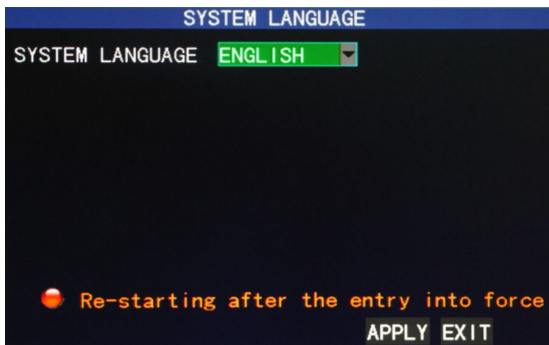 SYSTEM LANGUAGE
SYSTEM LANGUAGE ENGLISH
Re-starting after the entry into force
APPLY EXIT